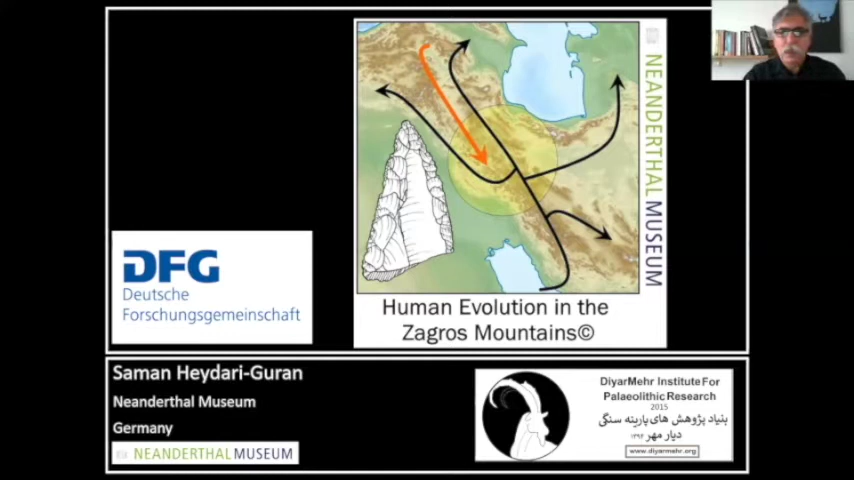 NEANDERTHAL MUSEUM
Human Evolution in the
Zagros Mountains©
DFG
Deutsche
Forschungsgemeinschaft
Saman Heydari-Guran
Neanderthal Museum
Germany
NEANDERTHAL MUSEUM
DiyarMehr Institute For
Palaeolithic Research
2015
بنیاد پژوهش های پارینه سنگی
دیار مهر ۱۳۹۴
www.diyarmehr.org